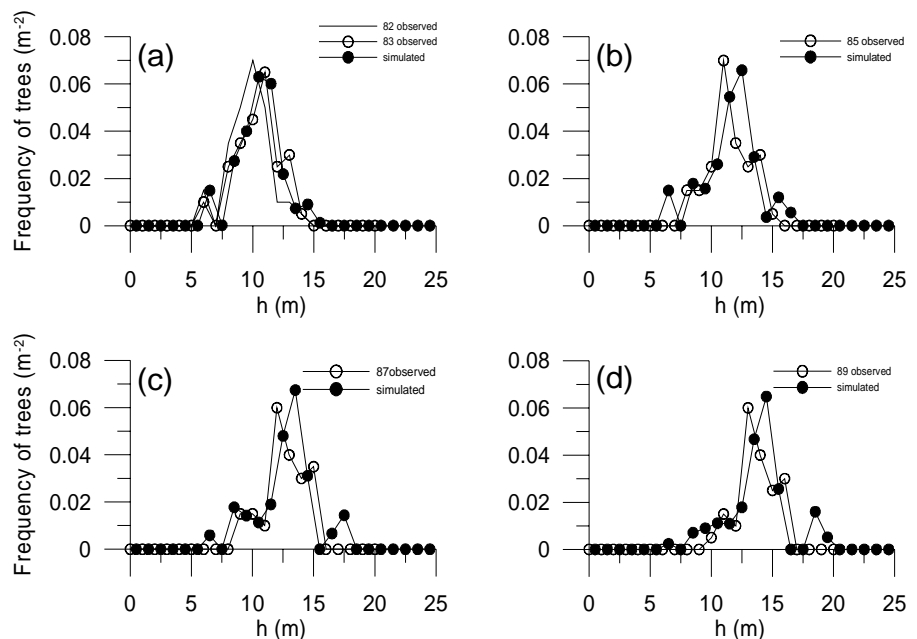 Frequency of trees (m-2)
0.08
0.06
0.04
0.02
0
(a)
82 observed
83 observed
simulated
0 5 10 15 20 25
h (m)
0.08
0.06
0.04
0.02
0
(b)
85 observed
simulated
0 5 10 15 20 25
h (m)
Frequency of trees (m-2)
0.08
0.06
0.04
0.02
0
(c)
87observed
simulated
0 5 10 15 20 25
h (m)
0.08
0.06
0.04
0.02
0
(d)
89 observed
simulated
0 5 10 15 20 25
h (m)